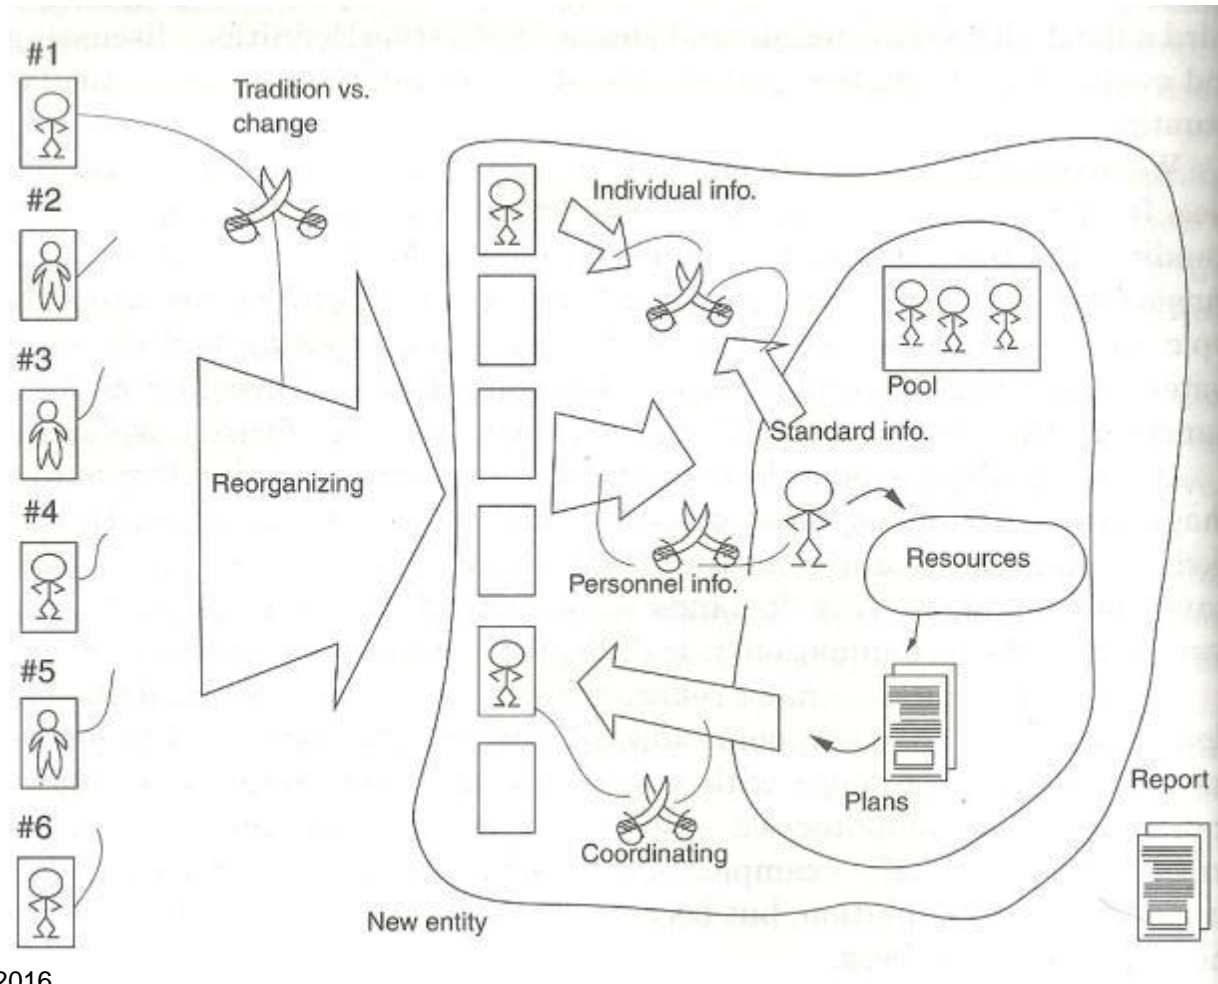 #1
Tradition vs.
change
#2
#3
#4
#5
#6
Reorganizing
Individual info.
Pool
Standard info.
Personnel info.
Resources
Plans
Coordinating
New entity
Report
2016